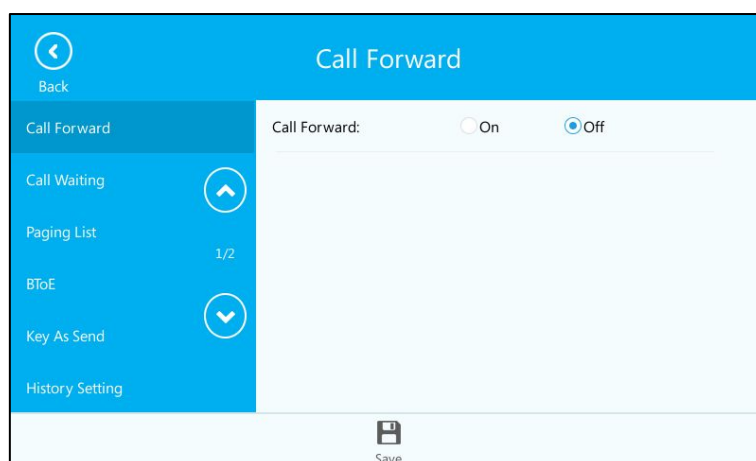 Back
Call Forward
Call Forward
Call Waiting
Paging List
1/2
BToE
Key As Send
History Setting
Call Forward: On Off
Save